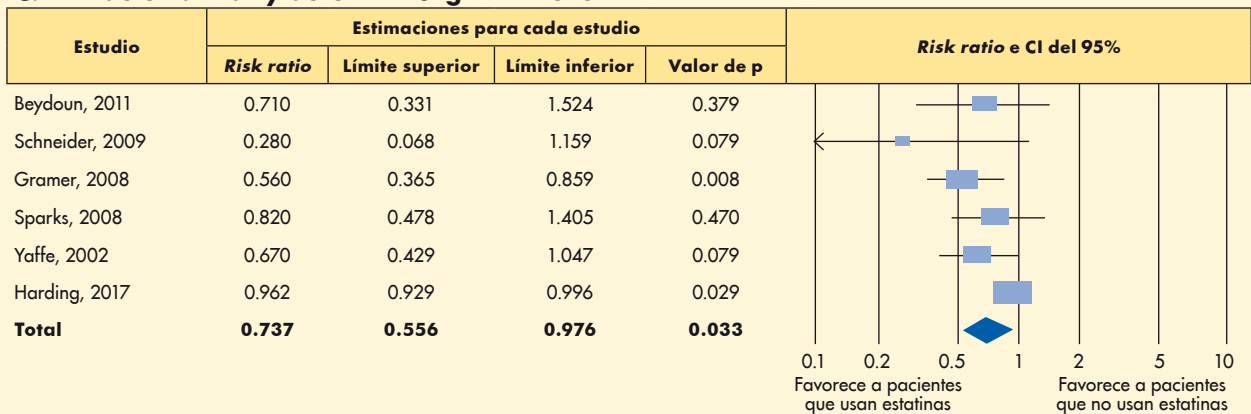 Estudio
Estimaciones para cada estudio
Risk ratio e CI del 95%
Risk ratio Límite superior Límite inferior Valor de p
Beydoun, 2011 0.710 0.331 1.524 0.379
Schneider, 2009 0.280 0.068 1.159 0.079
Gramer, 2008 0.560 0.365 0.859 0.008
Sparks, 2008 0.820 0.478 1.405 0.470
Yaffe, 2002 0.670 0.429 1.047 0.079
Harding, 2017 0.962 0.929 0.996 0.029
Total 0.737 0.556 0.976 0.033
0.1 0.2 0.5 1 2 5 10
Favorece a pacientes
que usan estatinas
Favorece a pacientes
que no usan estatinas